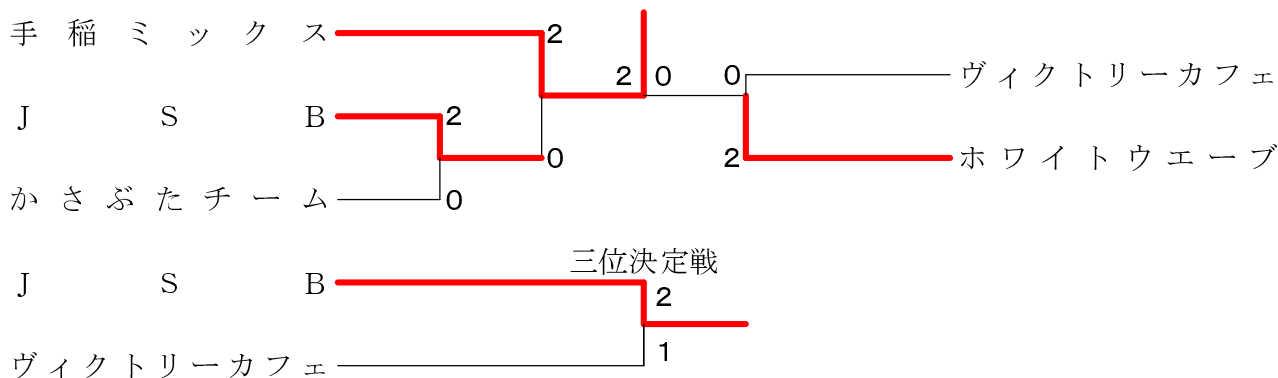 手稲ミックス 2
2 0 0 ヴィクトリーカフェ
JSB 2
0 2 ホワイトウエーブ
かさぶたチーム 0
三位決定戦
JSB 2
1
ヴィクトリーカフェ